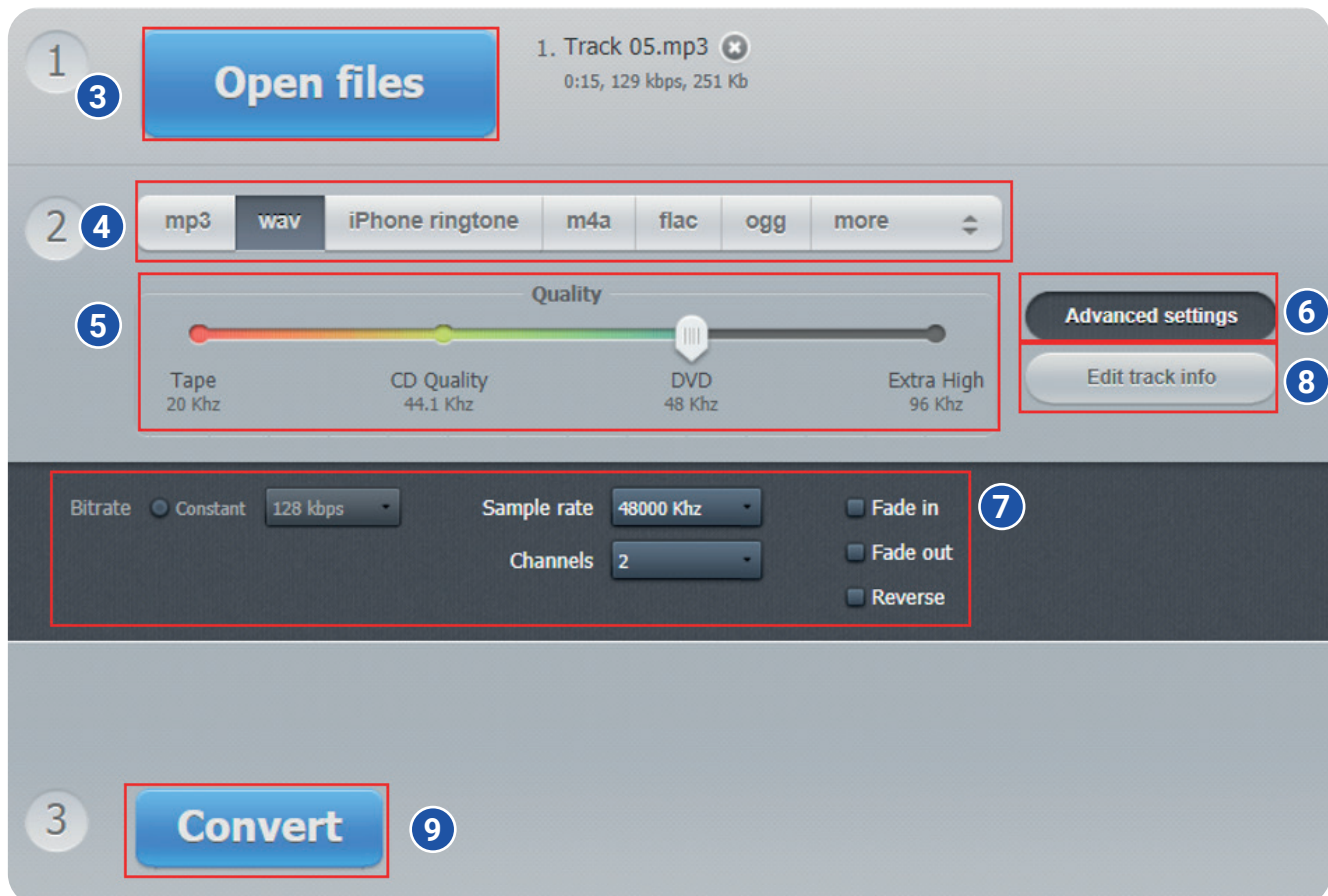 1
3
Open files
1. Track 05.mp3
0:15, 129 kbps, 251 Kb
2
4
mp3 wav iPhone ringtone m4a flac ogg more
5
Quality
Tape CD Quality DVD Extra High
20 Khz 44.1 Khz 48 Khz 96 Khz
Advanced settings
6
Edit track info
8
Bitrate Constant 128 kbps Sample rate 48000 Khz Fade in
7
Channels 2 Fade out
Reverse
3
Convert
9